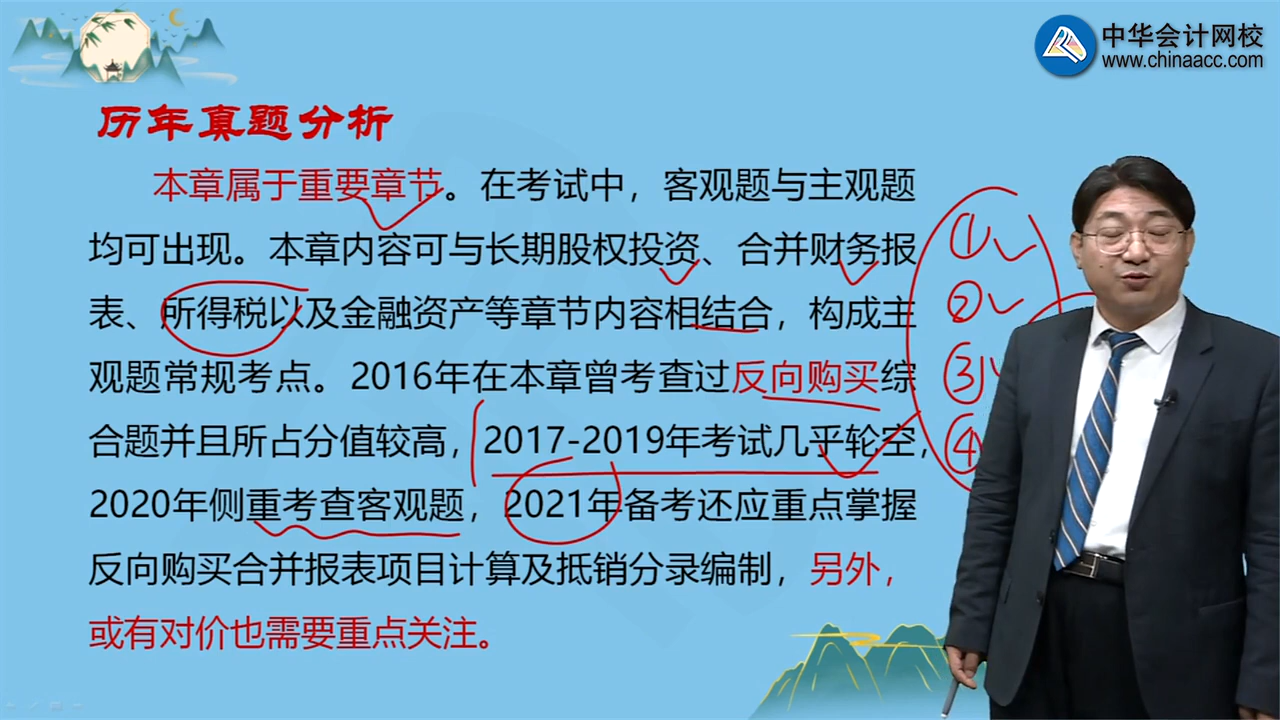 中华会计网校
www.chinaacc.com
历年真题分析
本章属于重要章节。在考试中，客观题与主观题
均可出现。本章内容可与长期股权投资、合并财务报
表、所得税以及金融资产等章节内容相结合，构成主
观题常规考点。2016年在本章曾考查过反向购买综
合题并且所占分值较高，2017-2019年考试几乎轮空，
2020年侧重考查客观题，2021年备考还应重点掌握
反向购买合并报表项目计算及抵销分录编制，另外，
或有对价也需要重点关注。
①
②
③
④